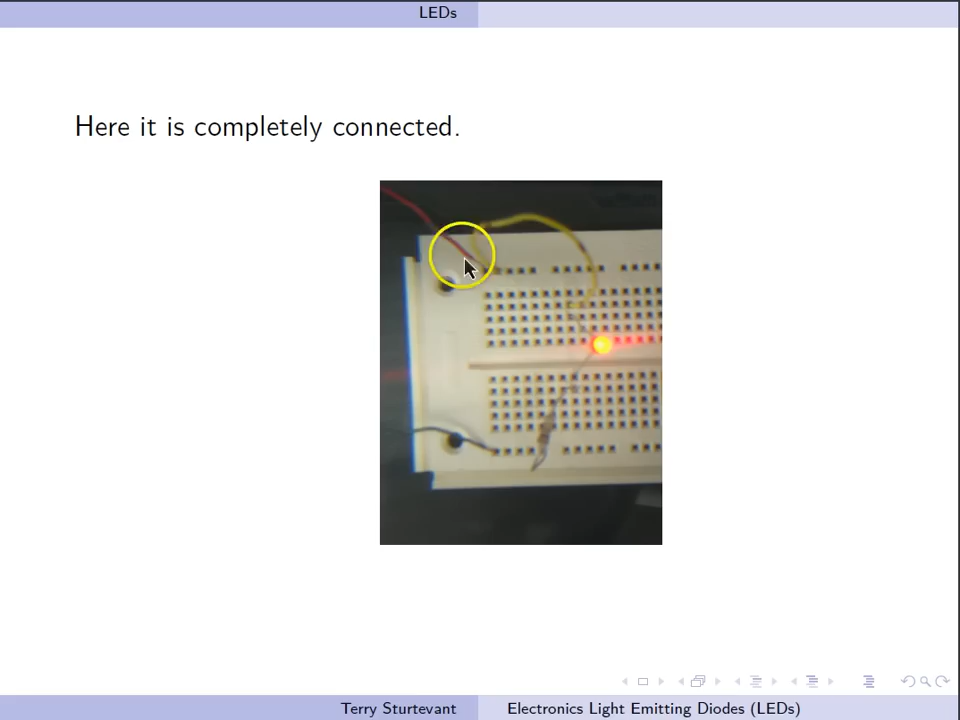 LEDs
Here it is completely connected.
Terry Sturtevant
Electronics Light Emitting Diodes (LEDs)